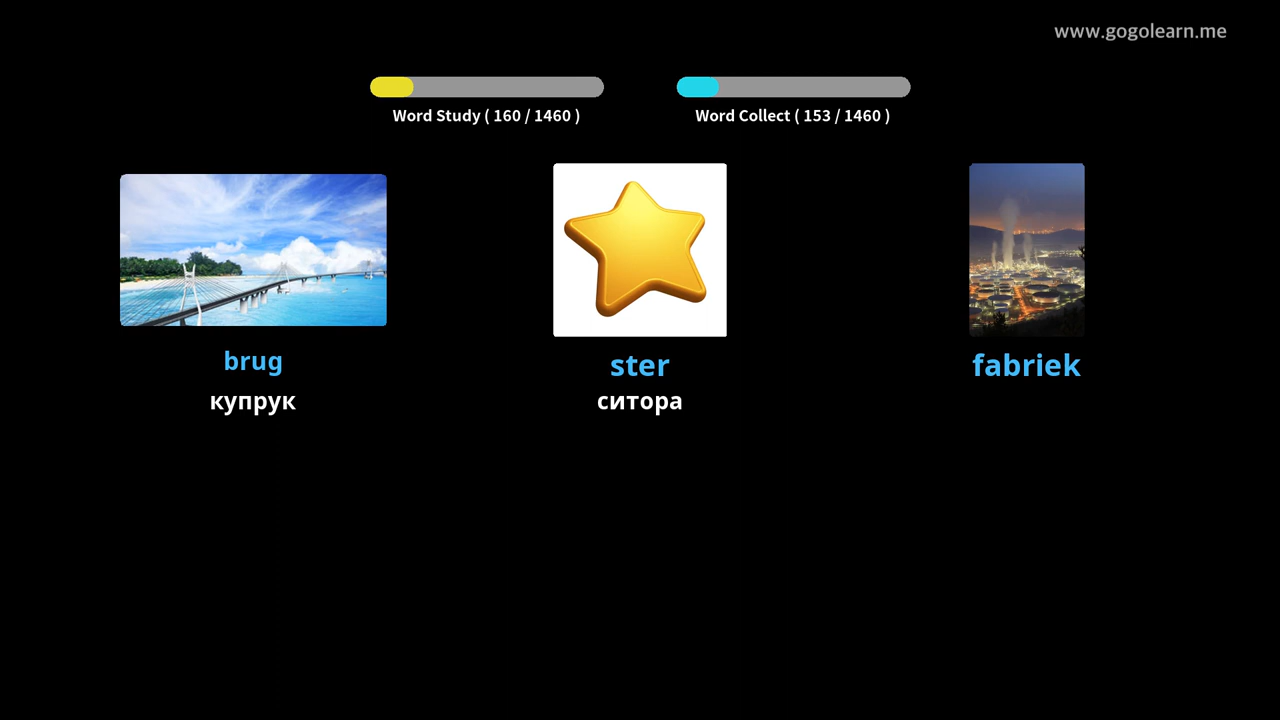 www.gogolearn.me
Word Study ( 160 / 1460 )
Word Collect ( 153 / 1460 )
brug
ster
fabriek
купрук
ситора